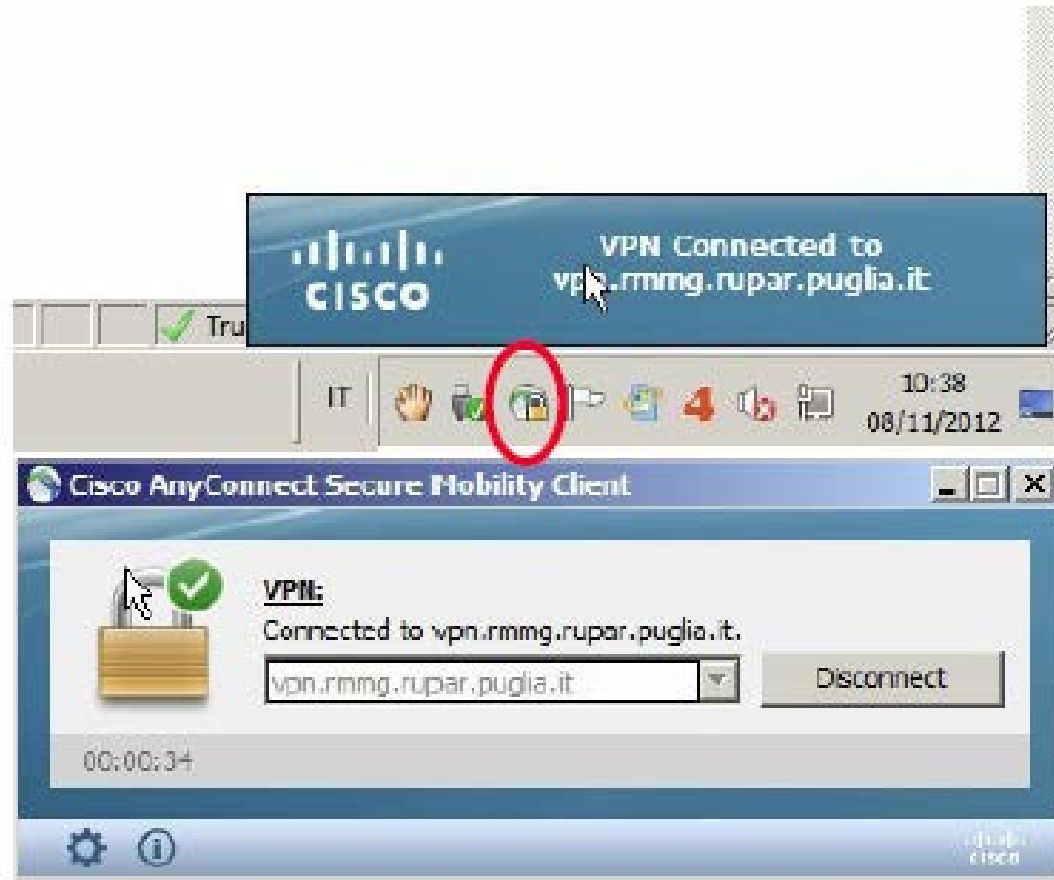 CISCO
VPN Connected to
vpn.rmmg.rupar.puglia.it
Tru
IT
4
10:38
08/11/2012
Cisco AnyConnect Secure Mobility Client
VPN:
Connected to vpn.rmmg.rupar.puglia.it.
vpn.rmmg.rupar.puglia.it
Disconnect
00:00:34
CISCO